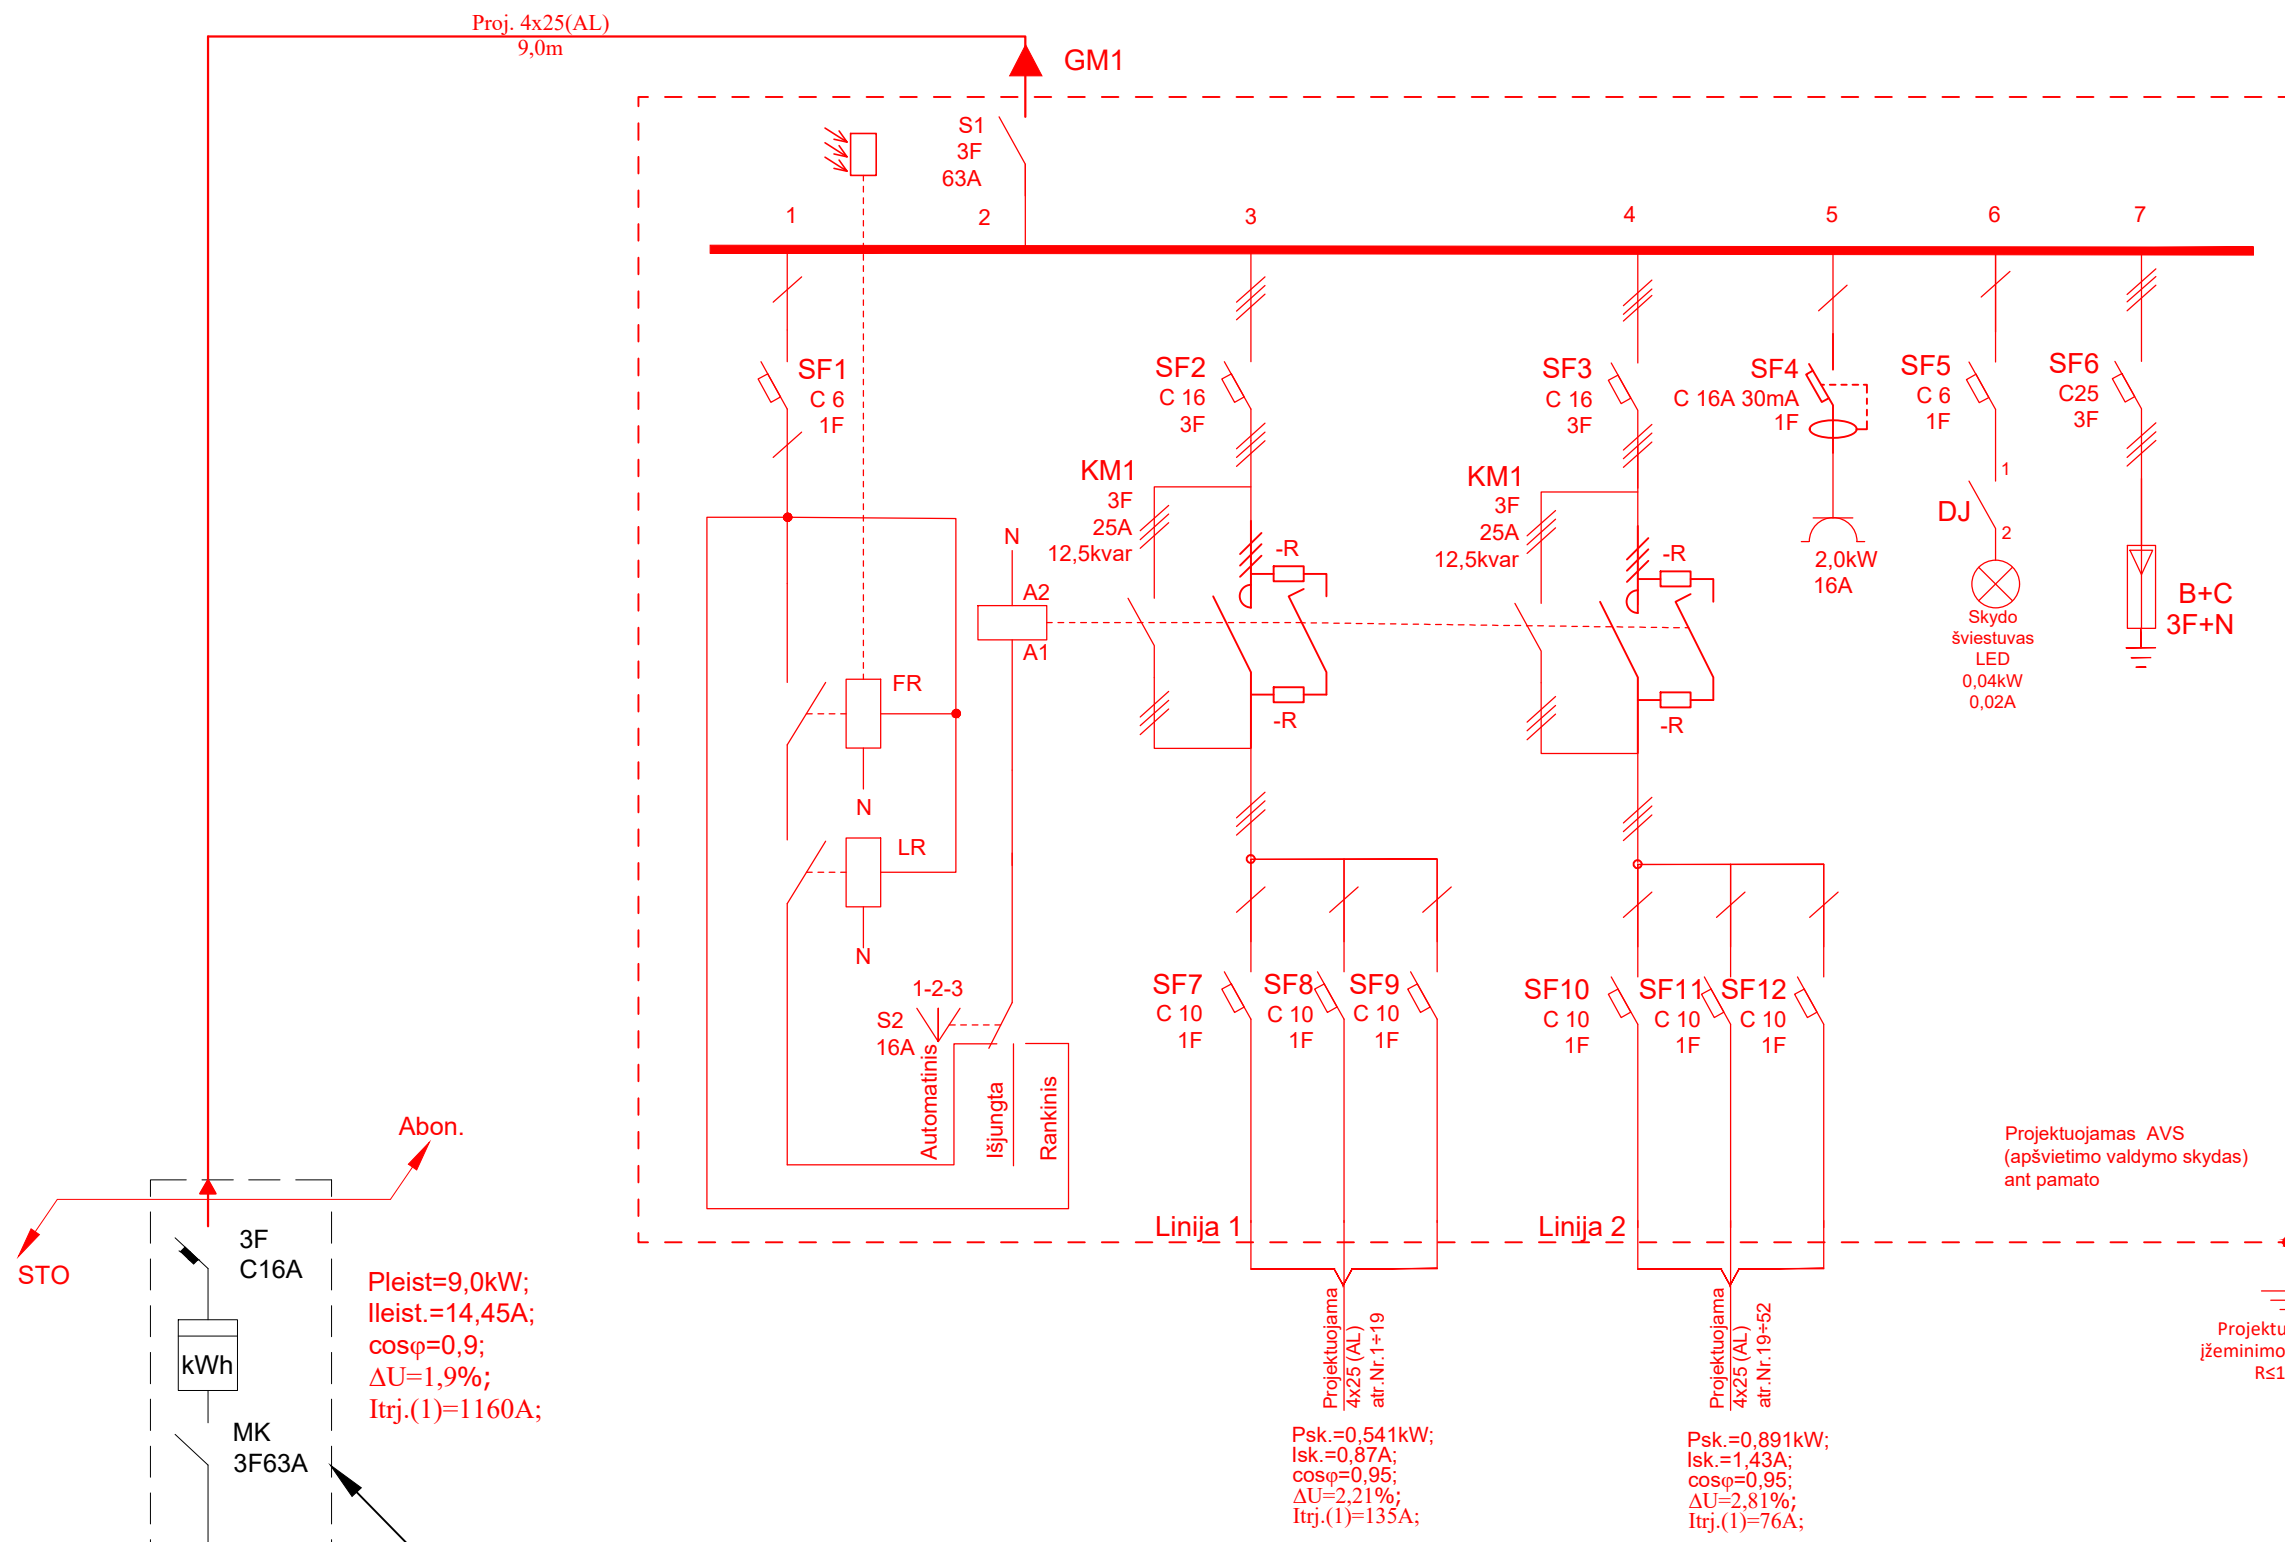 Proj. 4x25(AL)
9,0m
GM1
S1
3F
63A
1
2
3
4
5
6
7
SF1
C 6
1F
SF2
C 16
3F
SF3
C 16
3F
SF4
C 16A 30mA
1F
SF5
C 6
1F
SF6
C25
3F
KM1
3F
25A
12,5kvar
-R
-R
KM1
3F
25A
12,5kvar
-R
-R
2,0kW
16A
1
DJ
2
Skydo
šviestuvas
LED
0,04kW
0,02A
B+C
3F+N
N
A2
A1
FR
N
LR
N
1-2-3
S2
16A
Automatinis
Išjungta
Rankinis
SF7
C 10
1F
SF8
C 10
1F
SF9
C 10
1F
SF10
C 10
1F
SF11
C 10
1F
SF12
C 10
1F
Linija 1
Linija 2
Projektuojamas AVS
(apšvietimo valdymo skydas)
ant pamato
Abon.
STO
3F
C16A
kWh
MK
3F63A
Pleist=9,0kW;
Ileist.=14,45A;
cosφ=0,9;
ΔU=1,9%;
Itrj.(1)=1160A;
Projektuojama
4x25 (AL)
atr.Nr.1÷19
Psk.=0,541kW;
Isk.=0,87A;
cosφ=0,95;
ΔU=2,21%;
Itrj.(1)=135A;
Projektuojama
4x25 (AL)
atr.Nr.19÷52
Psk.=0,891kW;
Isk.=1,43A;
cosφ=0,95;
ΔU=2,81%;
Itrj.(1)=76A;
Projektu
įžeminimo
R≤1